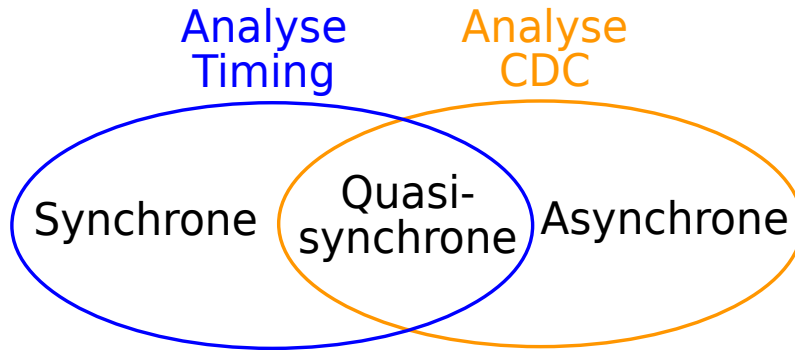 Analyse
Timing
Analyse
CDC
Synchrone
Quasi-
synchrone
Asynchrone